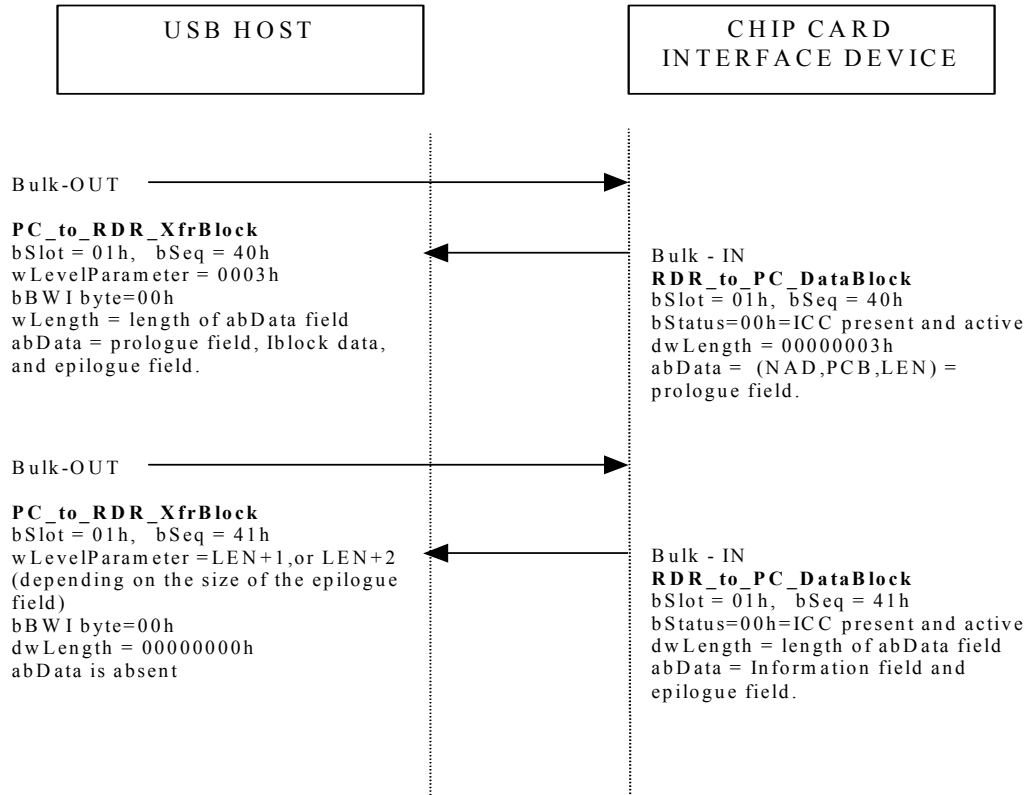 USB HOST
CHIP CARD
INTERFACE DEVICE
Bulk-OUT
PC_to_RDR_XfrBlock
bSlot = 01h, bSeq = 40h
wLevelParameter = 0003h
bBWI byte=00h
wLength = length of abData field
abData = prologue field, Iblock data,
and epilogue field.
Bulk - IN
RDR_to_PC_DataBlock
bSlot = 01h, bSeq = 40h
bStatus=00h=ICC present and active
dwLength = 00000003h
abData = (NAD,PCB,LEN) =
prologue field.
Bulk-OUT
PC_to_RDR_XfrBlock
bSlot = 01h, bSeq = 41h
wLevelParameter =LEN+1,or LEN+2
(depending on the size of the epilogue
field)
bBWI byte=00h
dwLength = 00000000h
abData is absent
Bulk - IN
RDR_to_PC_DataBlock
bSlot = 01h, bSeq = 41h
bStatus=00h=ICC present and active
dwLength = length of abData field
abData = Information field and
epilogue field.